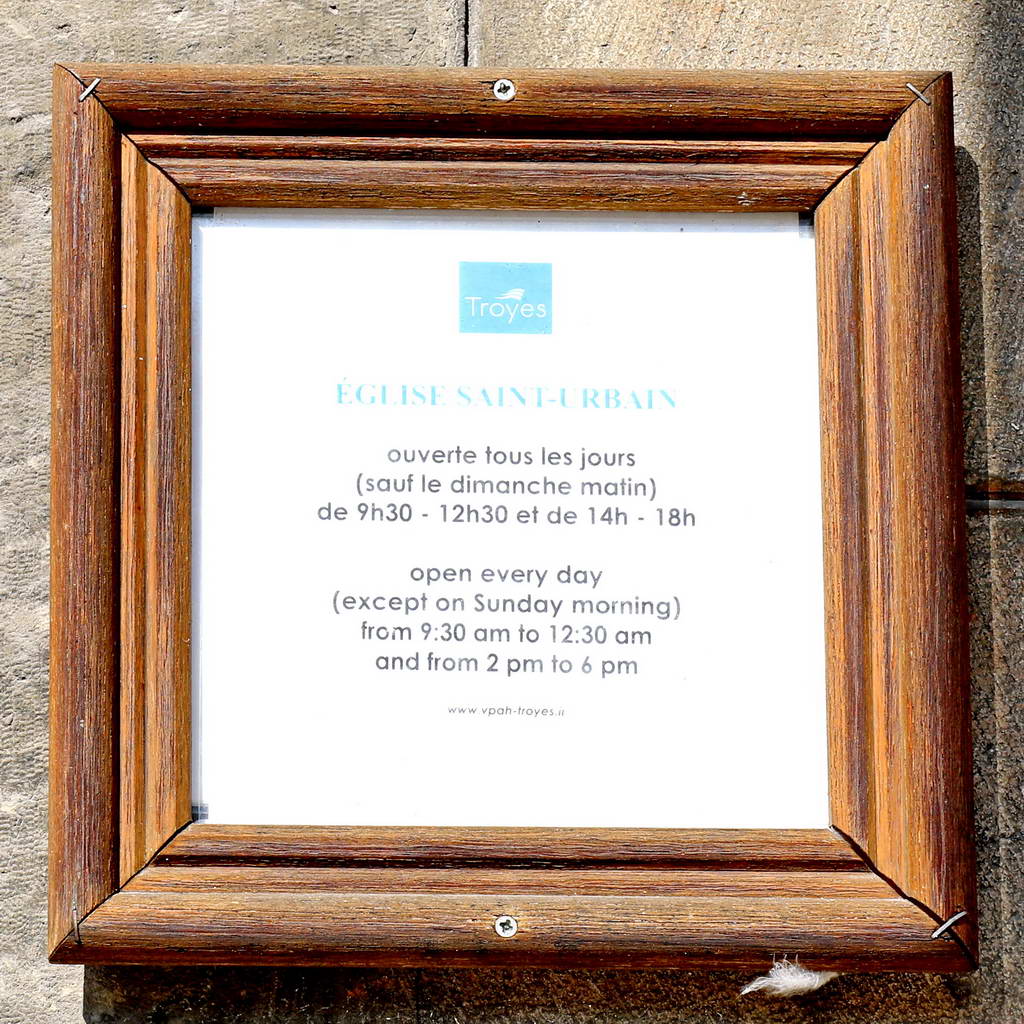 Troyes
ÉGLISE SAINT-URBAIN
ouverte tous les jours
(sauf le dimanche matin)
de 9h30 - 12h30 et de 14h - 18h
open every day
(except on Sunday morning)
from 9:30 am to 12:30 am
and from 2 pm to 6 pm